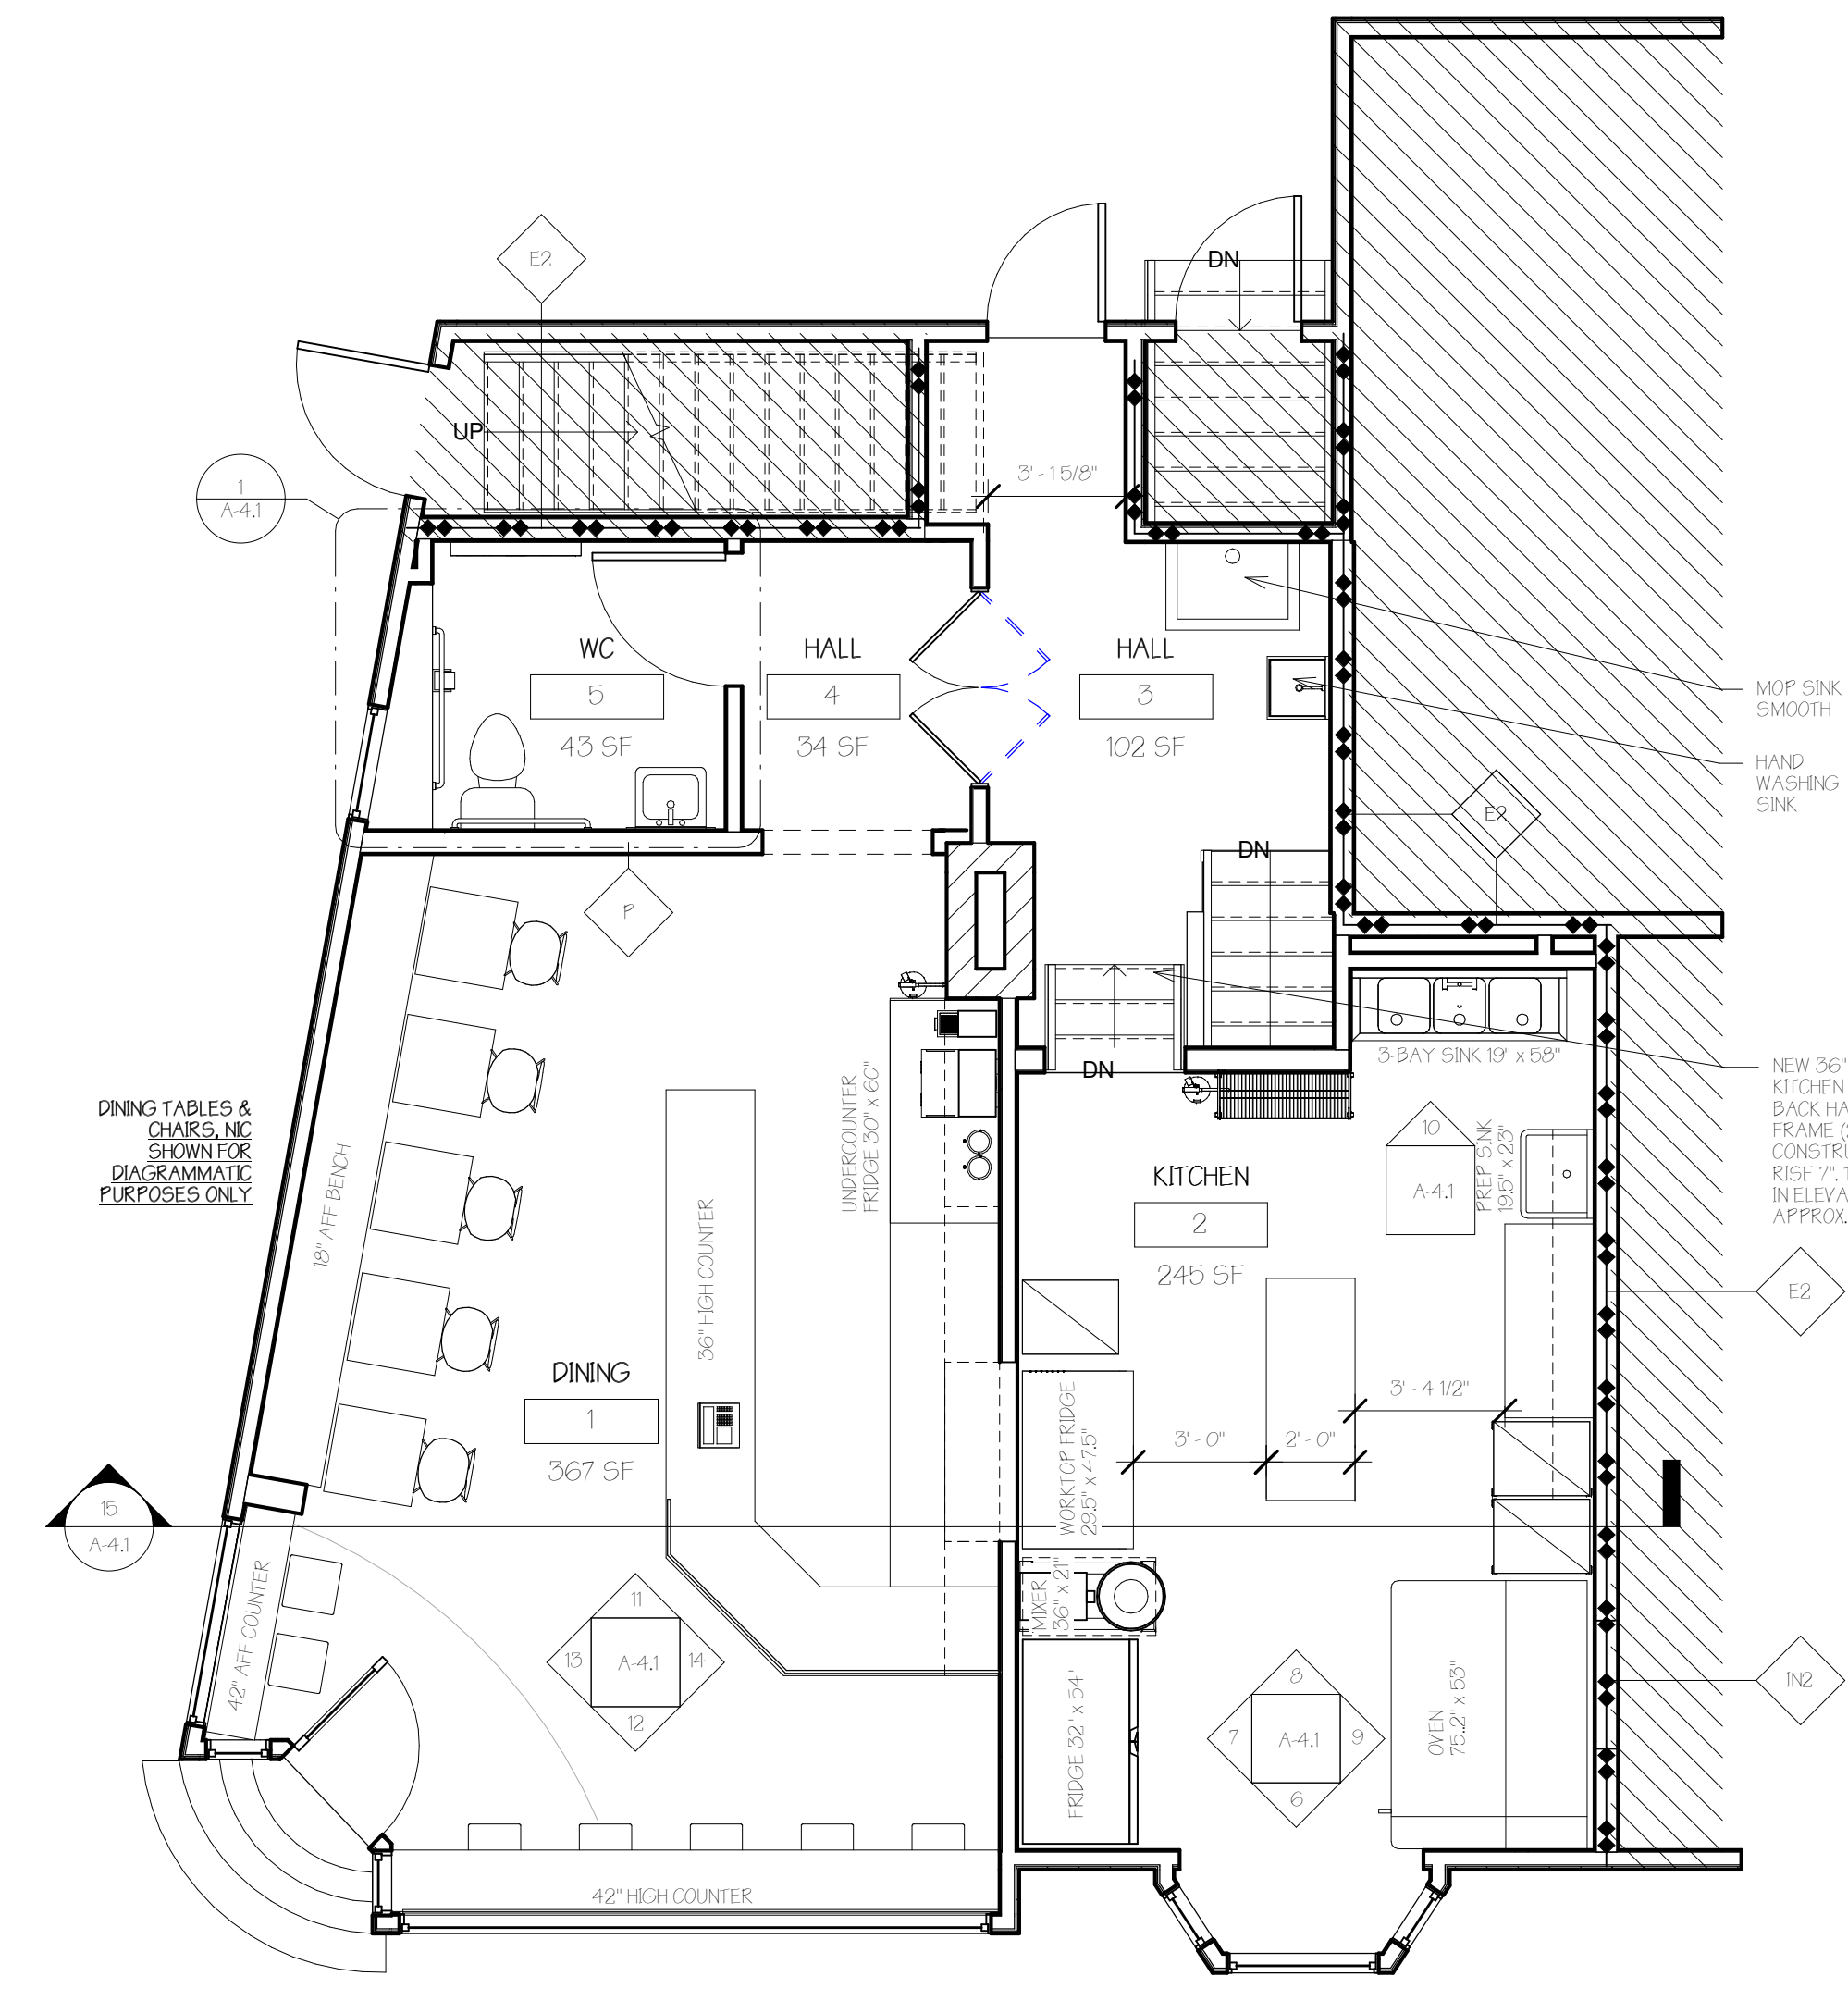 E2
DN
UP
1
A-4.1
3' - 1 5/8"
WC
5
43 SF
HALL
4
34 SF
HALL
3
102 SF
MOP SINK
SMOOTH
HAND
WASHING
SINK
E2
DN
P
DINING TABLES &
CHAIRS, NIC
SHOWN FOR
DIAGRAMMATIC
PURPOSES ONLY
18" AFF BENCH
UNDERCOUNTER
FRIDGE 30" x 60"
36" HIGH COUNTER
DN
3-BAY SINK 19" x 58"
NEW 36"
KITCHEN
BACK HA
FRAME
CONSTRU
RISE 7".
IN ELEVA
APPROX.
10
A-4.1
PREP SINK
19.5" x 23"
KITCHEN
2
245 SF
E2
DINING
1
367 SF
3' - 4 1/2"
3' - 0"
2' - 0"
WORKTOP FRIDGE
29.5" x 47.5"
15
A-4.1
42" AFF COUNTER
MIXER
36" x 21"
11
13
A-4.1
14
12
FRIDGE 32" x 54"
8
7
A-4.1
9
6
OVEN
75.2" x 53"
IN2
42" HIGH COUNTER